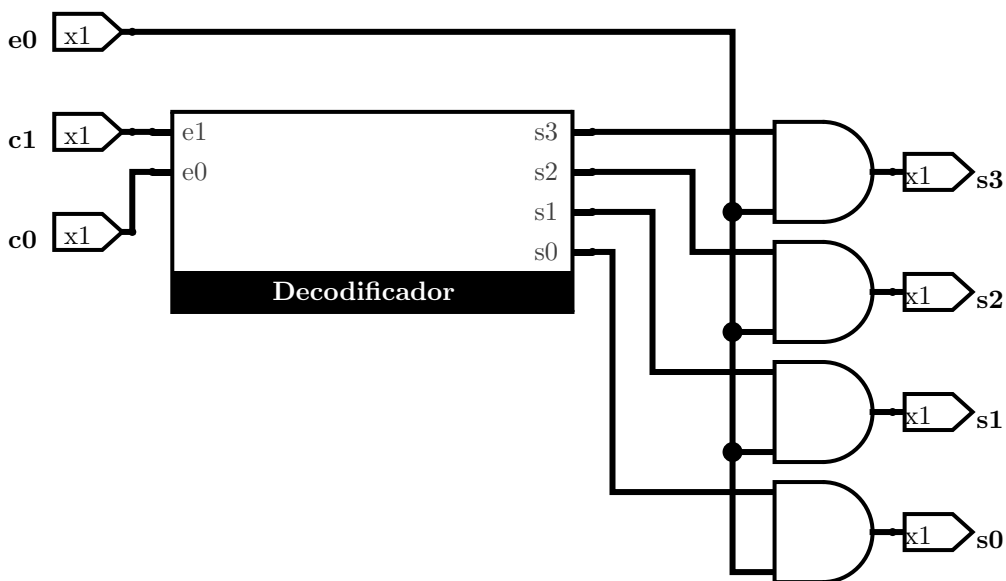 e0 x1
c1 x1
e1 s3
e0 s2
x1 s3
s1
c0 x1
s0
Decodificador
x1 s2
x1 s1
x1 s0